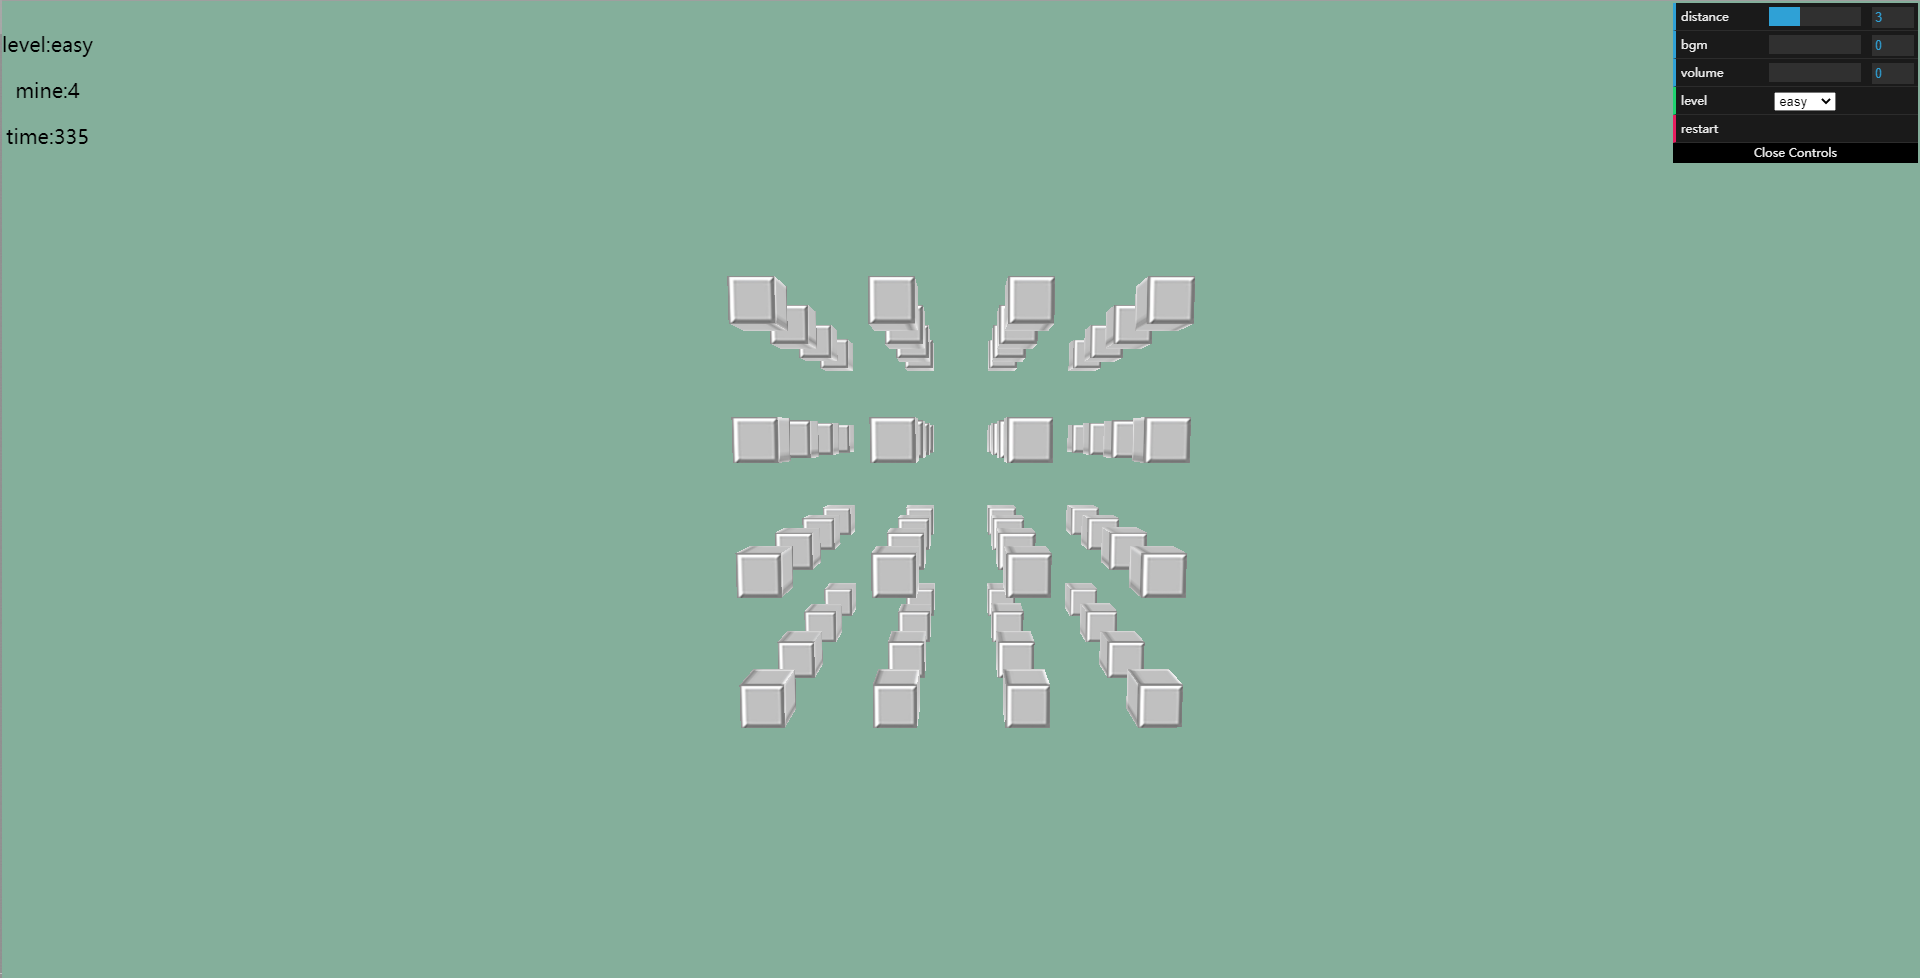 level:easy
mine:4
time:335
distance 3
bgm 0
volume 0
level easy
restart
Close Controls